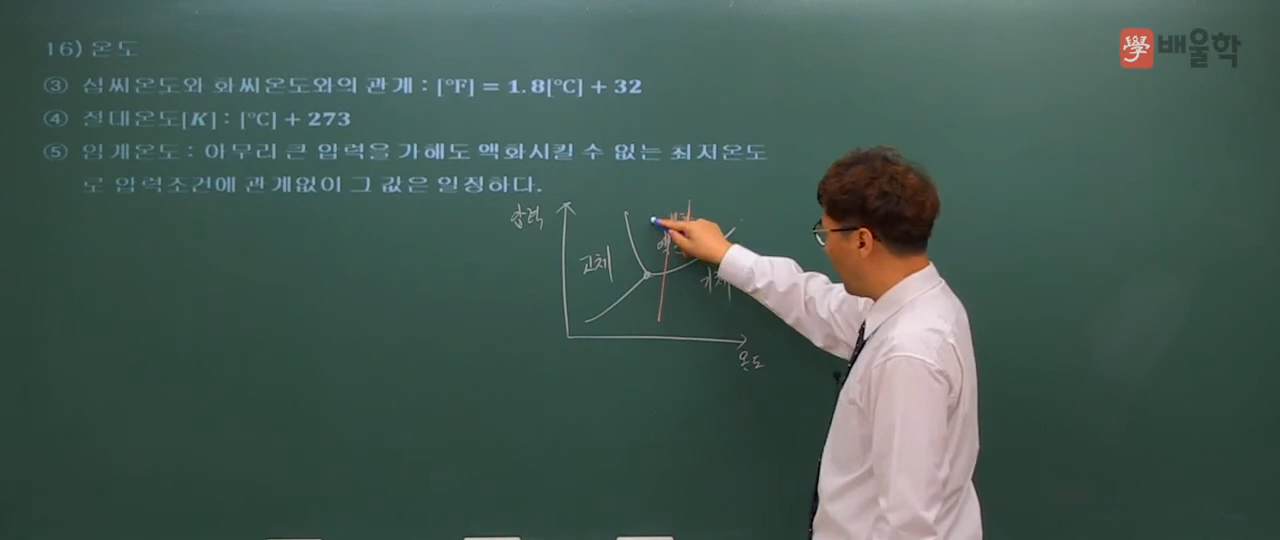 16) 온도
③ 섭씨온도와 화씨온도와의 관계 : [℉] = 1.8[℃] + 32
④ 절대온도[K] : [℃] + 273
⑤ 임계온도 : 아무리 큰 압력을 가해도 액화시킬 수 없는 최저온도
로 압력조건에 관계없이 그 값은 일정하다.
學 배울학
압력
고체
기체
온도